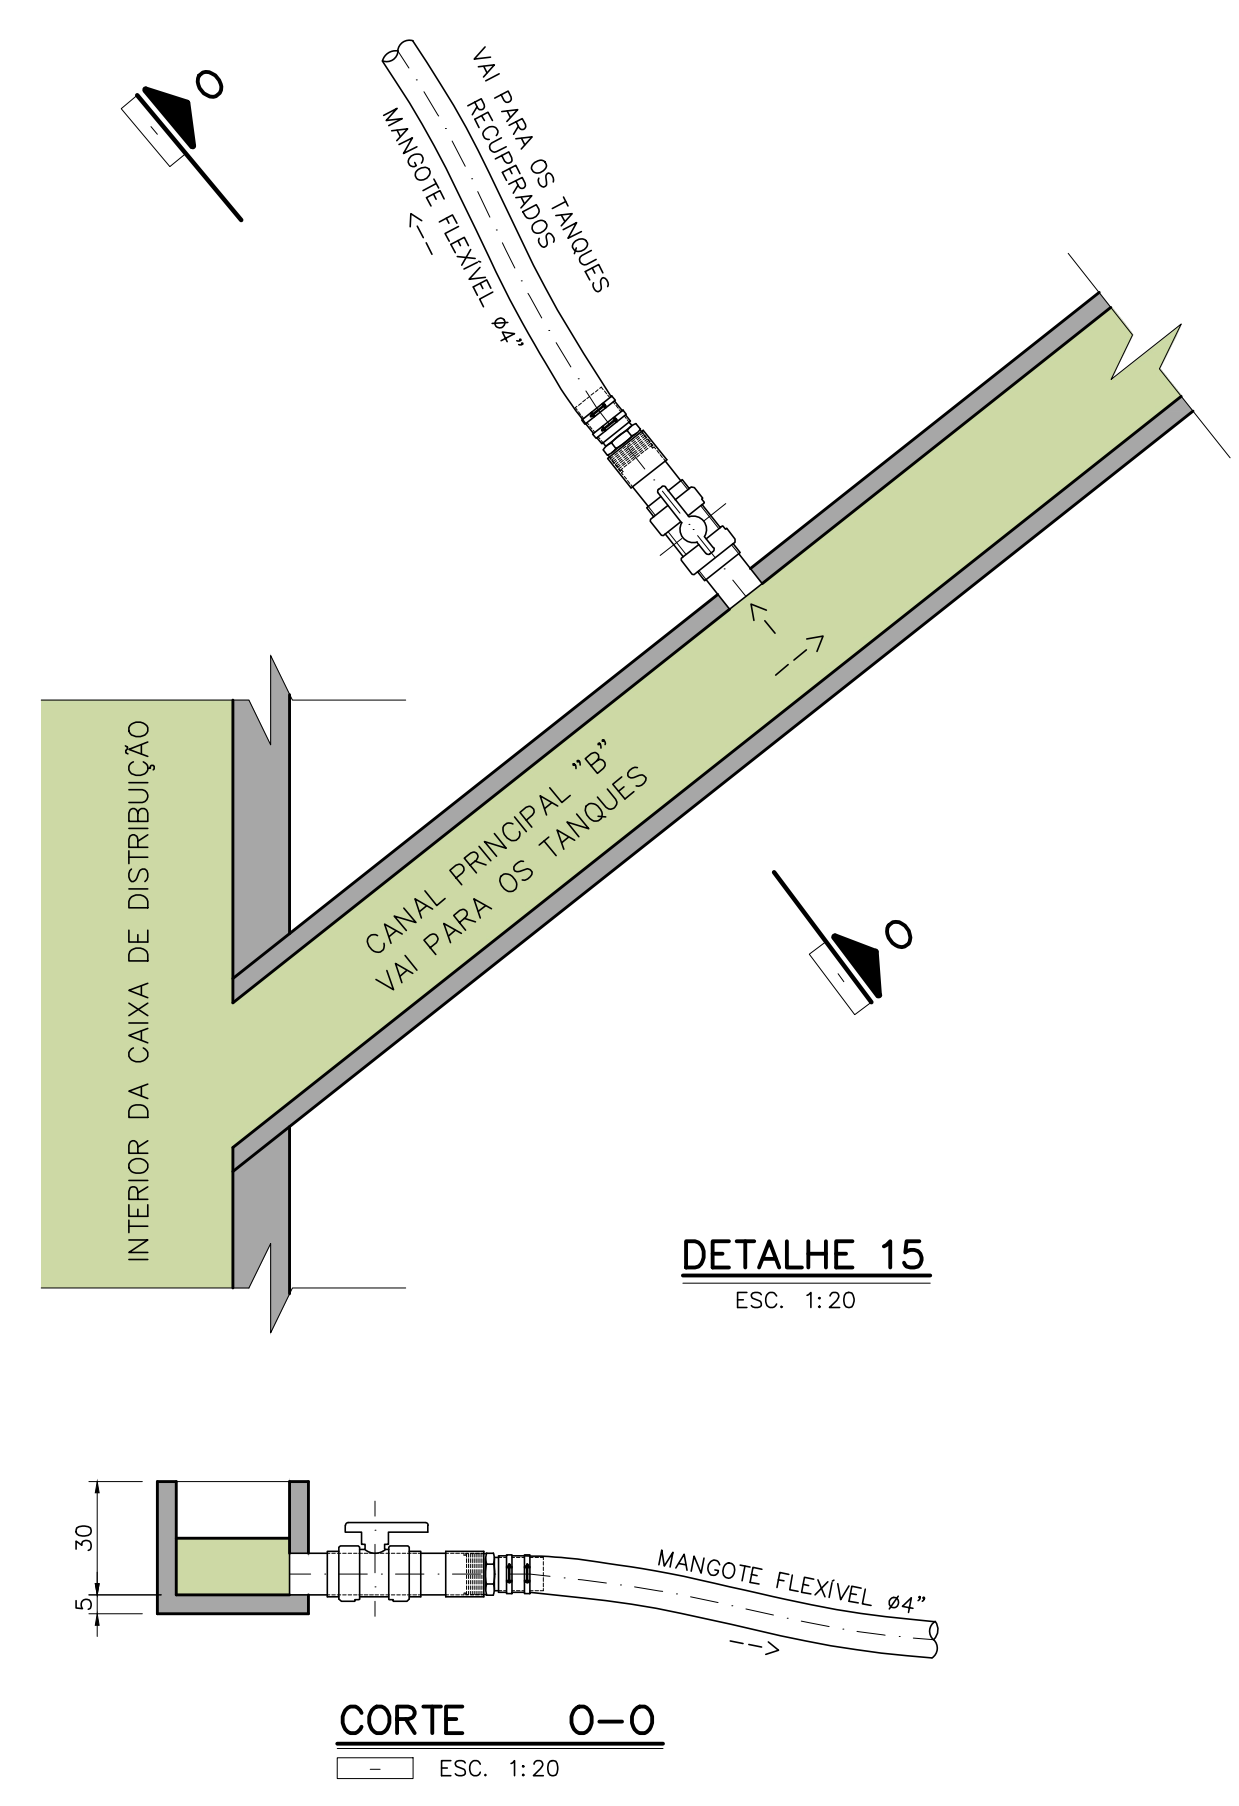 O
VAI PARA OS TANQUES
RECUPERADOS
MANGOTE FLEXÍVEL ø4"
INTERIOR DA CAIXA DE DISTRIBUIÇÃO
CANAL PRINCIPAL "B"
VAI PARA OS TANQUES
O
DETALHE 15
ESC. 1:20
30
5
MANGOTE FLEXÍVEL ø4"
CORTE O-O
- ESC. 1:20